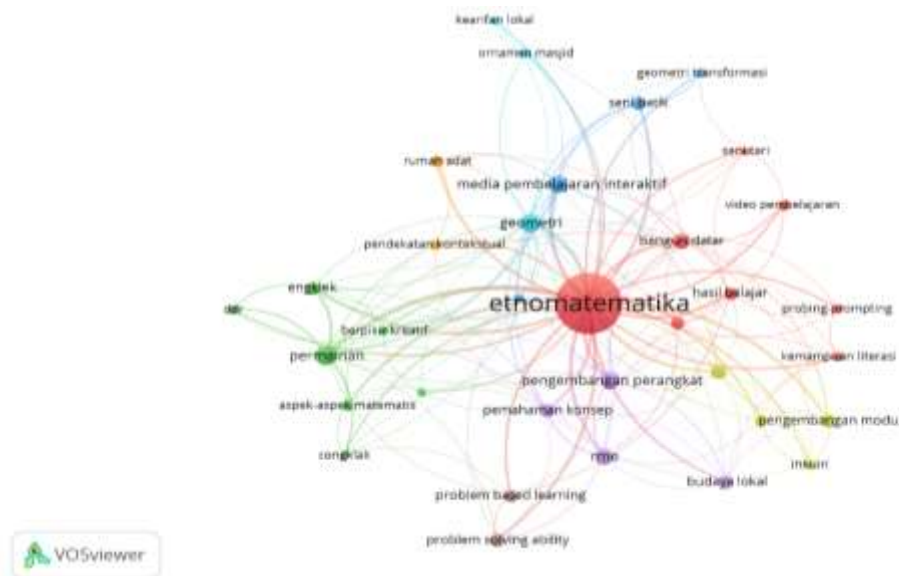 kearifan lokal
ornamen masjid
geometri transformasi
seni batik
seni tari
rumah adat
media pembelajaran interaktif
video pembelajaran
geometri
pendekatan kontekstual
bangun datar
engklek
etnomatematika
hasil belajar
probing prompting
berpikir kreatif
permainan
kemampuan literasi
pengembangan perangkat
aspek-aspek matematis
pemahaman konsep
pengembangan modu
congklak
inkuiri
budaya lokal
problem based learning
problem solving ability
VOSviewer